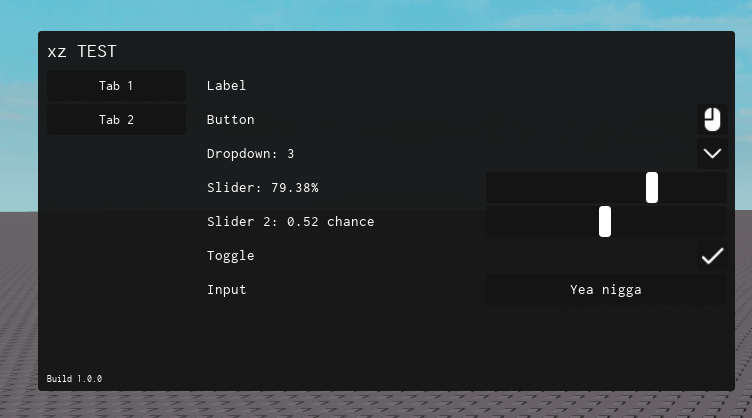 xz TEST
Tab 1
Tab 2
Label
Button
Dropdown: 3
Slider: 79.38%
Slider 2: 0.52 chance
Toggle
Input
Yea nigga
Build 1.0.0